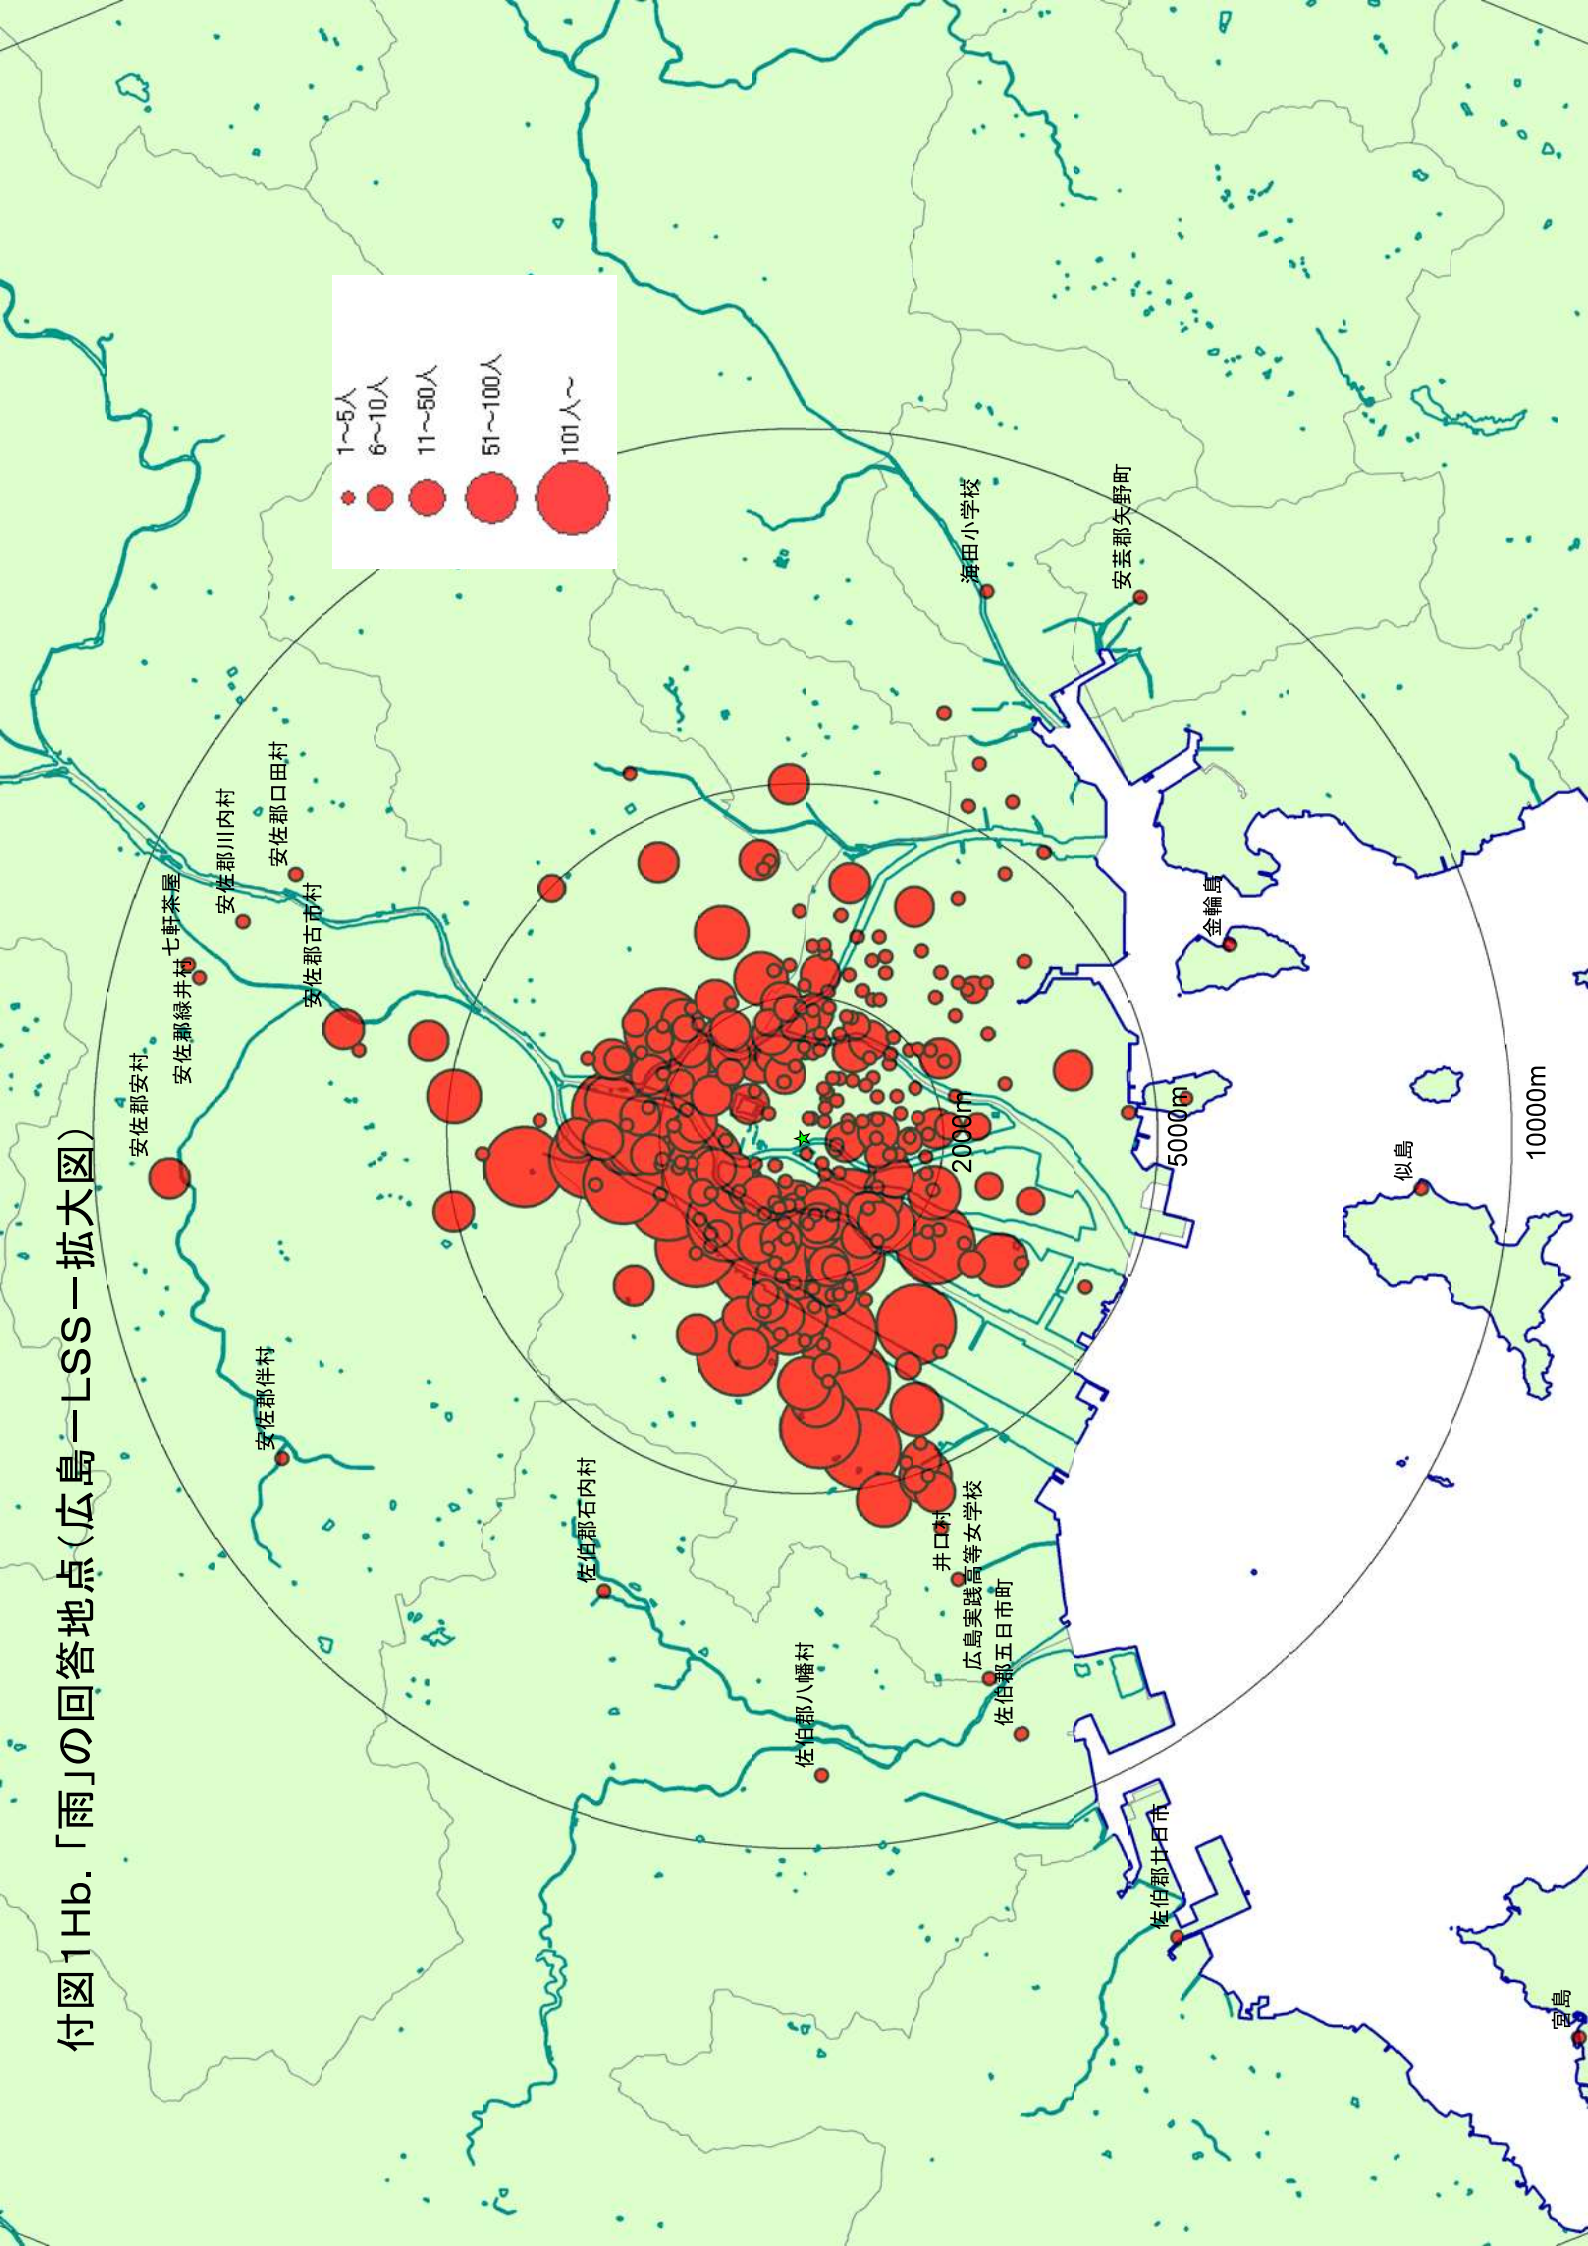 付図1Hb. 「雨」の回答地点(広島ーLSSー拡大図)
1～5人
6～10人
11～50人
51～100人
101人～
安佐郡安村
安佐郡緑井村
七軒茶屋
安佐郡川内村
安佐郡口田村
安佐郡古市村
安佐郡伴村
佐伯郡石内村
佐伯郡八幡村
井口村
広島実践高等女学校
佐伯郡五日市町
佐伯郡廿日市
宮島
海田小学校
安芸郡矢野町
金輪島
似島
2000m
5000m
10000m